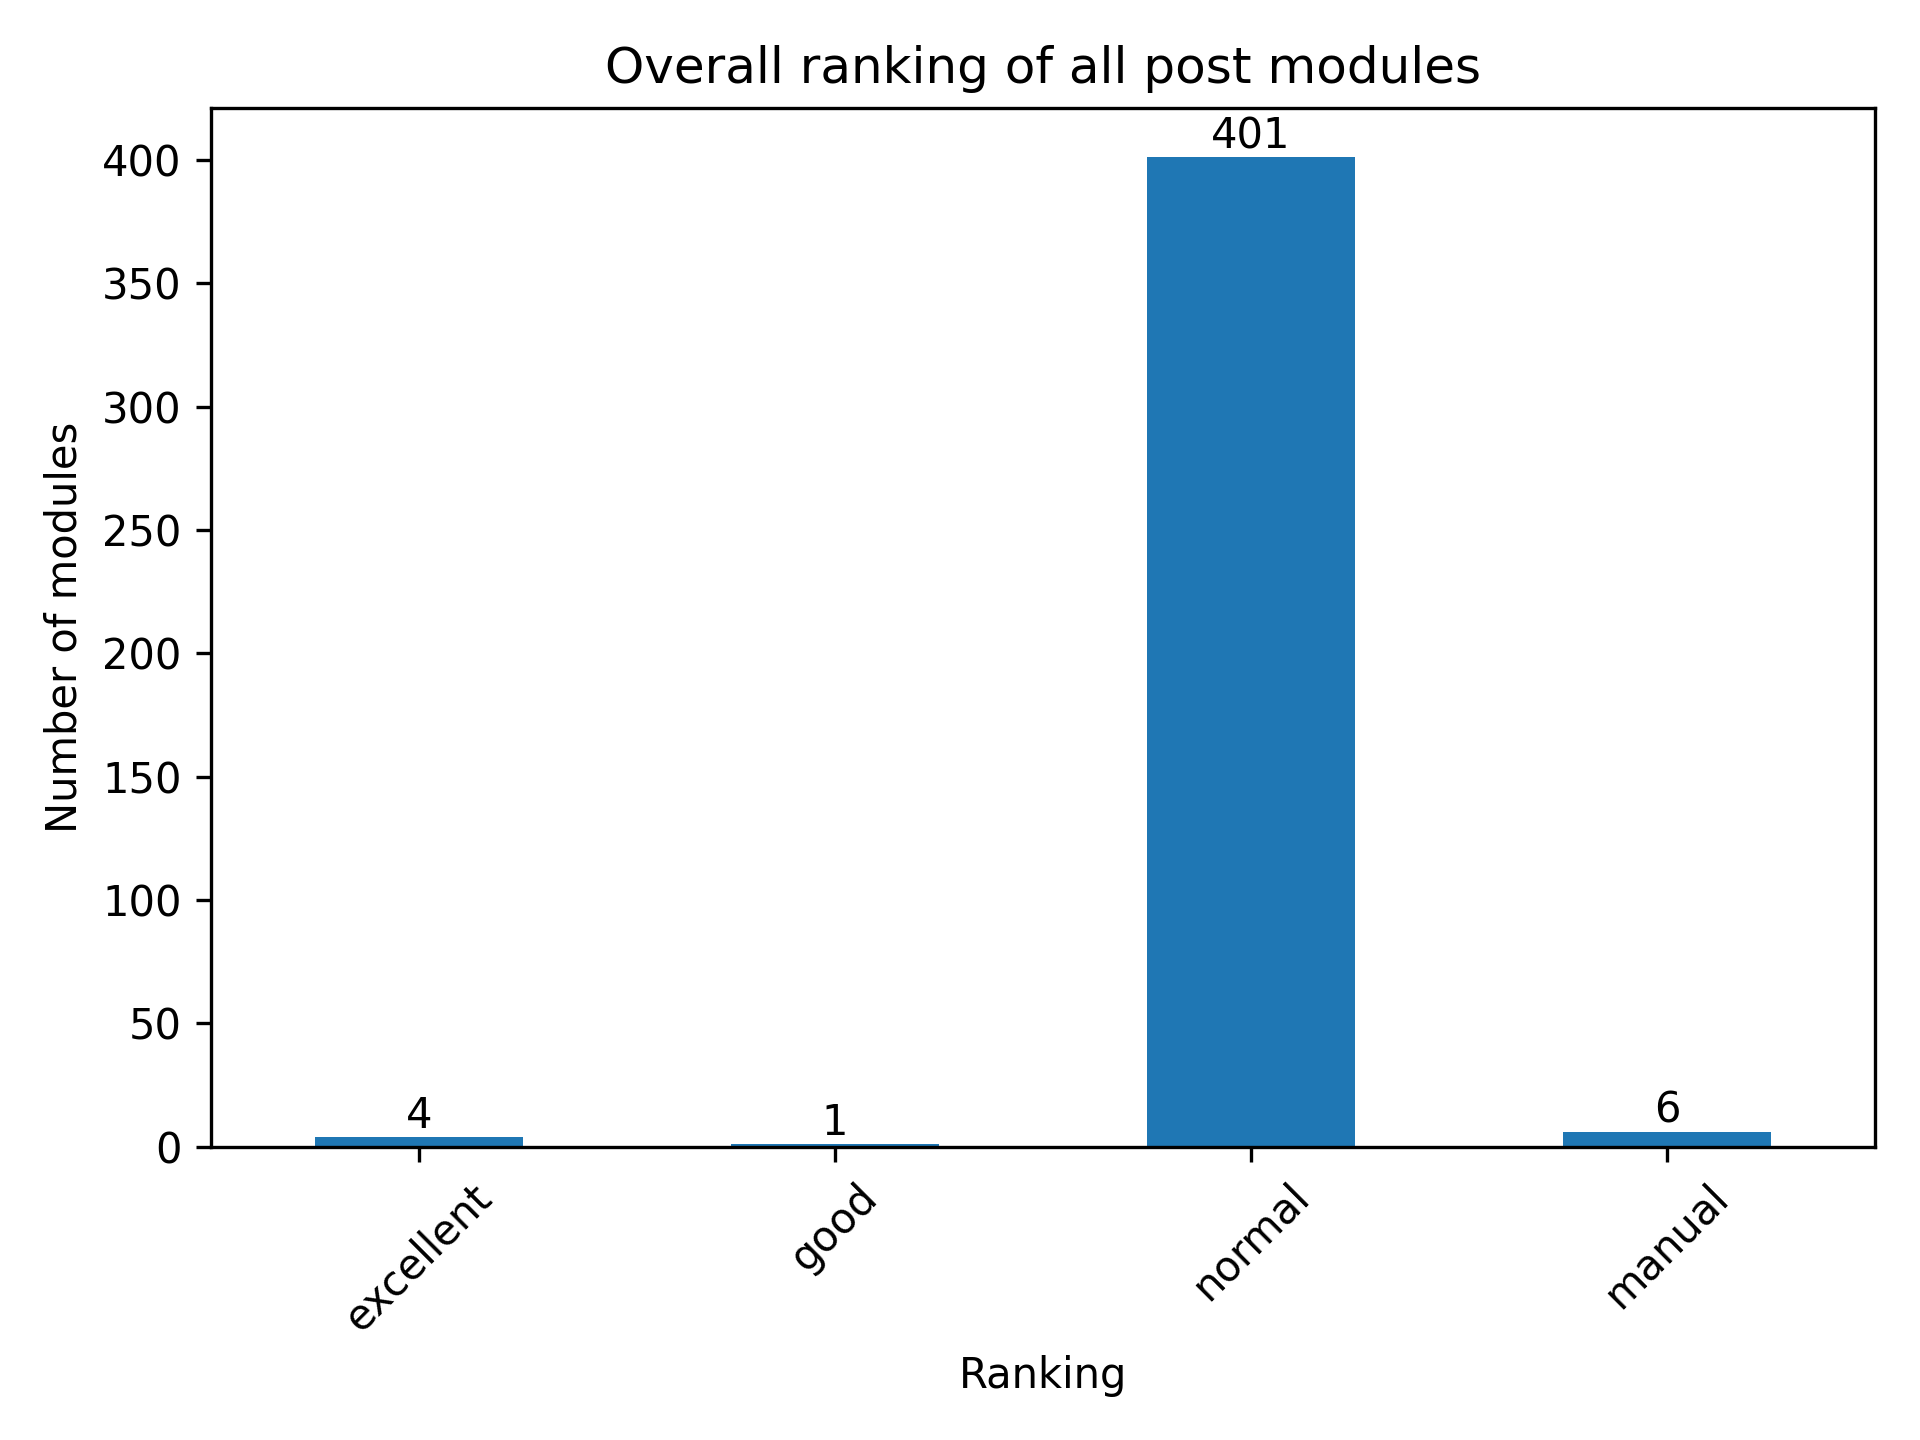 Overall ranking of all post modules
Number of modules
400
350
300
250
200
150
100
50
0
4
1
401
6
excellent
good
normal
manual
Ranking